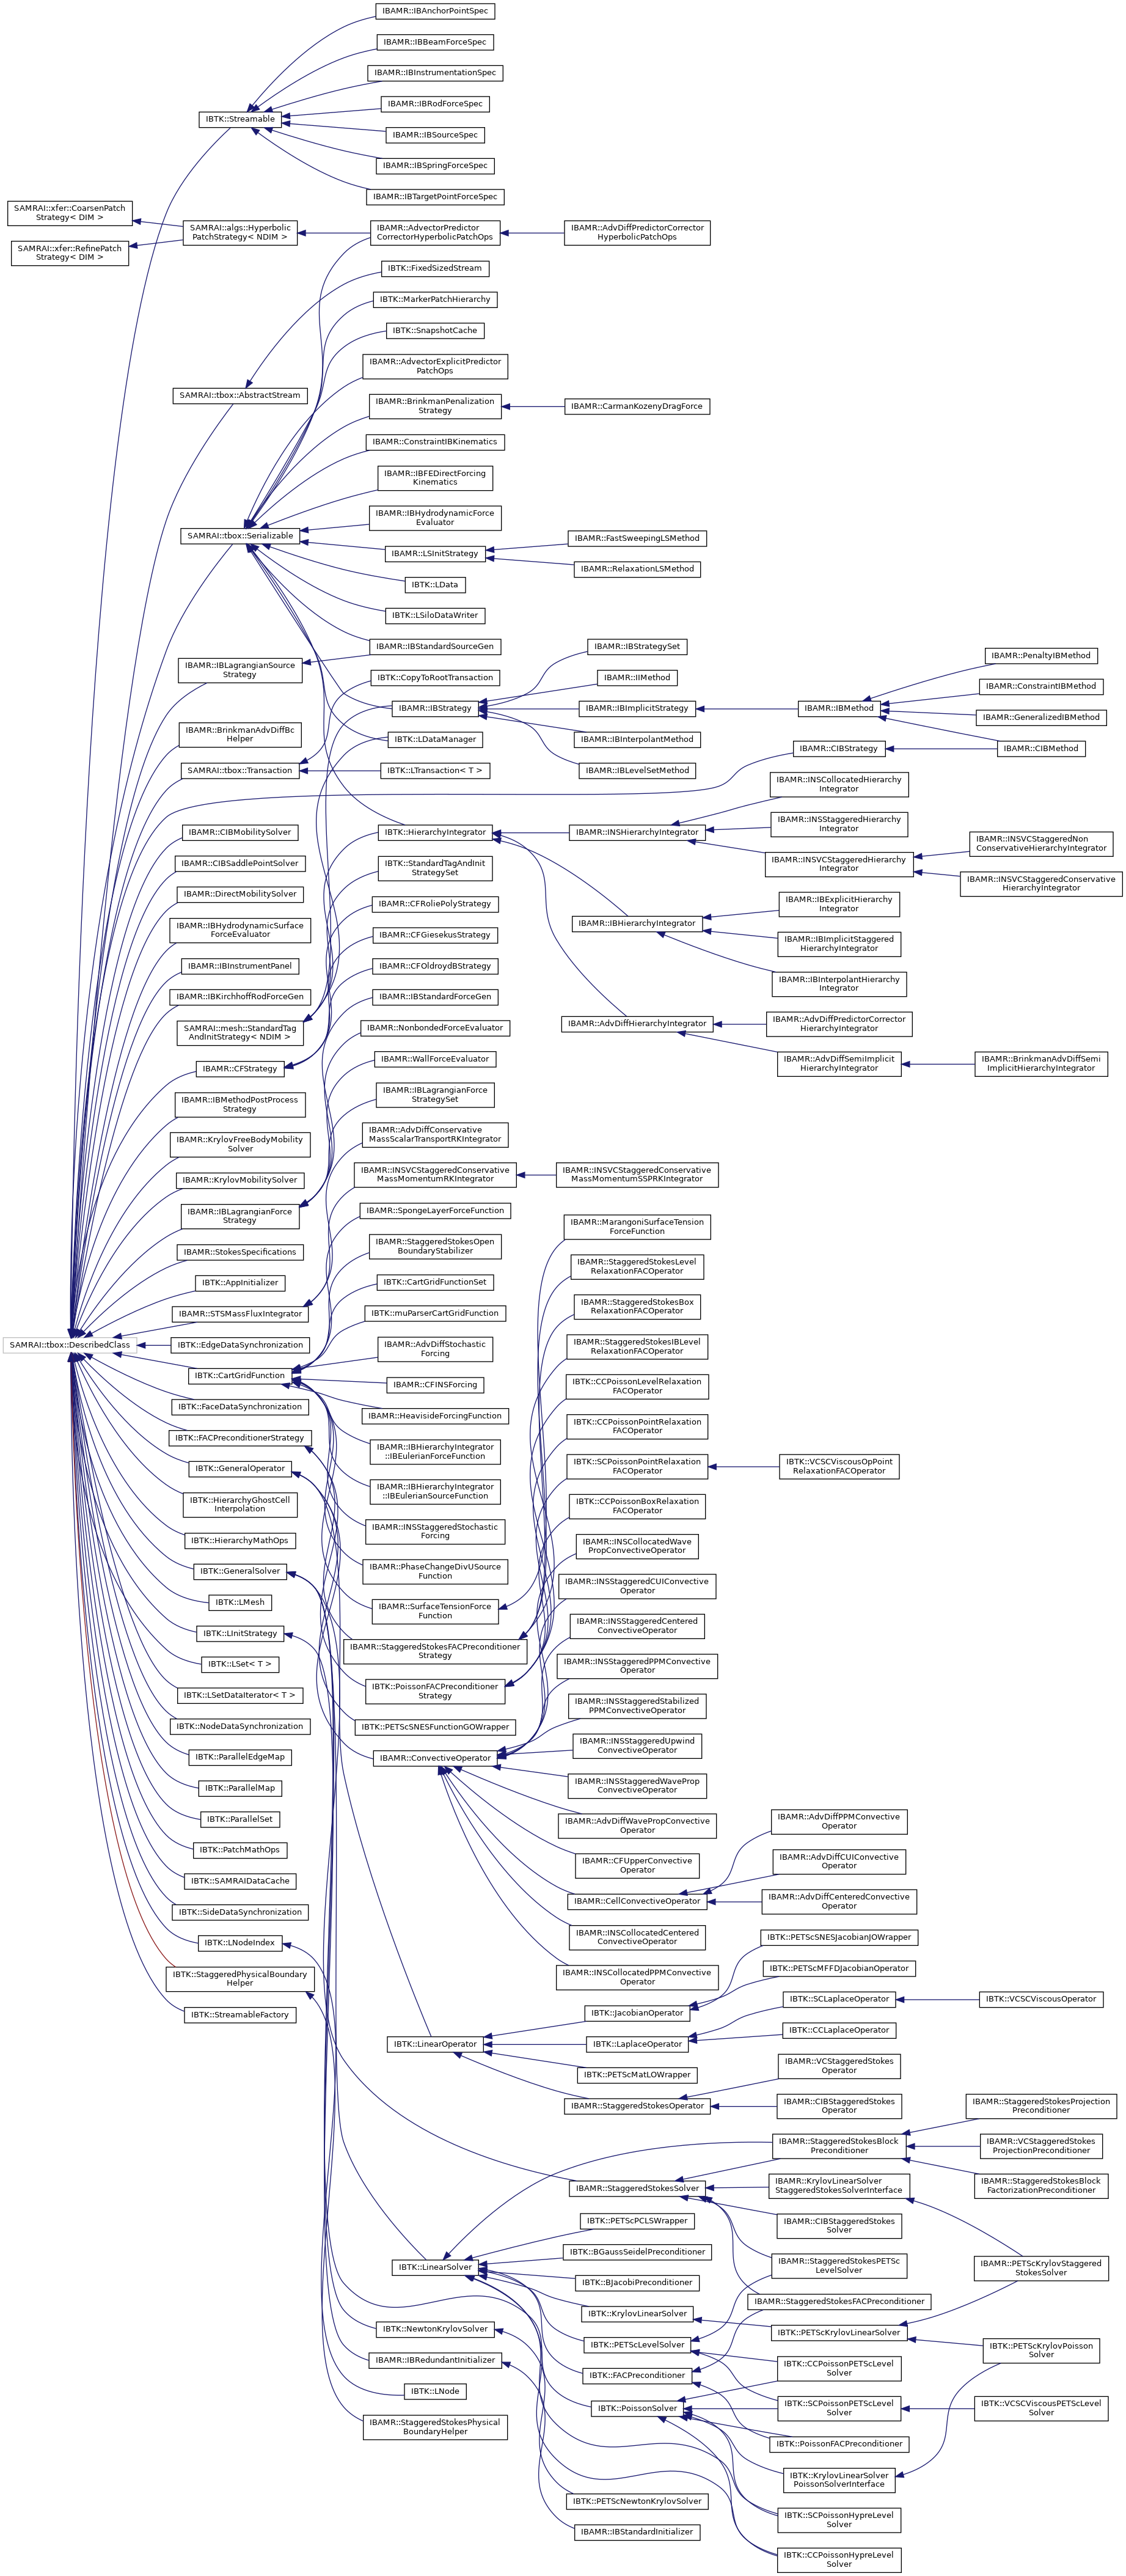 IBAMR::IBAnchorPointSpec
IBAMR::IBBeamForceSpec
IBAMR::IBInstrumentationSpec
IBAMR::IBRodForceSpec
IBTK::Streamable
IBAMR::IBSourceSpec
IBAMR::IBSpringForceSpec
IBAMR::IBTargetPointForceSpec
SAMRAI::xfer::CoarsenPatch
Strategy< DIM >
SAMRAI::xfer::RefinePatch
Strategy< DIM >
SAMRAI::algs::Hyperbolic
PatchStrategy< NDIM >
IBAMR::AdvectorPredictor
CorrectorHyperbolicPatchOps
IBAMR::AdvDiffPredictorCorrector
HyperbolicPatchOps
IBTK::FixedSizedStream
IBTK::MarkerPatchHierarchy
IBTK::SnapshotCache
IBAMR::AdvectorExplicitPredictor
PatchOps
SAMRAI::tbox::AbstractStream
IBAMR::BrinkmanPenalization
Strategy
IBAMR::CarmanKozenyDragForce
IBAMR::ConstraintIBKinematics
IBAMR::IBFEDirectForcing
Kinematics
IBAMR::IBHydrodynamicForce
Evaluator
SAMRAI::tbox::Serializable
IBAMR::LSInitStrategy
IBAMR::FastSweepingLSMethod
IBAMR::RelaxationLSMethod
IBTK::LData
IBTK::LSiloDataWriter
IBAMR::IBStandardSourceGen
IBAMR::IBLagrangianSource
Strategy
IBTK::CopyToRootTransaction
IBAMR::IBStrategySet
IBAMR::IIMethod
IBAMR::IBStrategy
IBAMR::IBImplicitStrategy
IBAMR::IBMethod
IBAMR::PenaltyIBMethod
IBAMR::ConstraintIBMethod
IBAMR::GeneralizedIBMethod
IBAMR::CIBMethod
IBAMR::BrinkmanAdvDiffBc
Helper
IBTK::LDataManager
IBAMR::IBInterpolantMethod
IBAMR::CIBStrategy
SAMRAI::tbox::Transaction
IBTK::LTransaction< T >
IBAMR::IBLevelSetMethod
IBAMR::INSCollocatedHierarchy
Integrator
IBAMR::CIBMobilitySolver
IBTK::HierarchyIntegrator
IBAMR::INSHierarchyIntegrator
IBAMR::INSStaggeredHierarchy
Integrator
IBAMR::INSVCStaggeredHierarchy
Integrator
IBAMR::INSVCStaggeredNon
ConservativeHierarchyIntegrator
IBAMR::INSVCStaggeredConservative
HierarchyIntegrator
IBAMR::CIBSaddlePointSolver
IBTK::StandardTagAndInit
StrategySet
IBAMR::DirectMobilitySolver
IBAMR::CFRoliePolyStrategy
IBAMR::IBExplicitHierarchy
Integrator
IBAMR::IBHydrodynamicSurface
ForceEvaluator
IBAMR::CFGiesekusStrategy
IBAMR::IBHierarchyIntegrator
IBAMR::IBImplicitStaggered
HierarchyIntegrator
IBAMR::IBInstrumentPanel
IBAMR::CFOldroydBStrategy
IBAMR::IBInterpolantHierarchy
Integrator
IBAMR::IBKirchhoffRodForceGen
IBAMR::IBStandardForceGen
SAMRAI::mesh::StandardTag
AndInitStrategy< NDIM >
IBAMR::NonbondedForceEvaluator
IBAMR::AdvDiffHierarchyIntegrator
IBAMR::AdvDiffPredictorCorrector
HierarchyIntegrator
IBAMR::CFStrategy
IBAMR::WallForceEvaluator
IBAMR::AdvDiffSemiImplicit
HierarchyIntegrator
IBAMR::BrinkmanAdvDiffSemi
ImplicitHierarchyIntegrator
IBAMR::IBMethodPostProcess
Strategy
IBAMR::IBLagrangianForce
StrategySet
IBAMR::KrylovFreeBodyMobility
Solver
IBAMR::AdvDiffConservative
MassScalarTransportRKIntegrator
IBAMR::KrylovMobilitySolver
IBAMR::INSVCStaggeredConservative
MassMomentumRKIntegrator
IBAMR::INSVCStaggeredConservative
MassMomentumSSPRKIntegrator
IBAMR::IBLagrangianForce
Strategy
IBAMR::SpongeLayerForceFunction
IBAMR::MarangoniSurfaceTension
ForceFunction
IBAMR::StokesSpecifications
IBAMR::StaggeredStokesOpen
BoundaryStabilizer
IBAMR::StaggeredStokesLevel
RelaxationFACOperator
IBTK::AppInitializer
IBTK::CartGridFunctionSet
IBAMR::STSMassFluxIntegrator
IBTK::muParserCartGridFunction
IBAMR::StaggeredStokesBox
RelaxationFACOperator
SAMRAI::tbox::DescribedClass
IBTK::EdgeDataSynchronization
IBAMR::AdvDiffStochastic
Forcing
IBAMR::StaggeredStokesIBLevel
RelaxationFACOperator
IBTK::CartGridFunction
IBAMR::CFINSForcing
IBTK::CCPoissonLevelRelaxation
FACOperator
IBTK::FaceDataSynchronization
IBAMR::HeavisideForcingFunction
IBTK::CCPoissonPointRelaxation
FACOperator
IBTK::FACPreconditionerStrategy
IBAMR::IBHierarchyIntegrator
::IBEulerianForceFunction
IBTK::GeneralOperator
IBAMR::IBHierarchyIntegrator
::IBEulerianSourceFunction
IBTK::SCPoissonPointRelaxation
FACOperator
IBTK::VCSCViscousOpPoint
RelaxationFACOperator
IBTK::HierarchyGhostCell
Interpolation
IBAMR::INSStaggeredStochastic
Forcing
IBTK::CCPoissonBoxRelaxation
FACOperator
IBTK::HierarchyMathOps
IBAMR::INSCollocatedWave
PropConvectiveOperator
IBTK::GeneralSolver
IBAMR::PhaseChangeDivUSource
Function
IBAMR::INSStaggeredCUIConvective
Operator
IBTK::LMesh
IBAMR::SurfaceTensionForce
Function
IBAMR::INSStaggeredCentered
ConvectiveOperator
IBTK::LInitStrategy
IBAMR::StaggeredStokesFACPreconditioner
Strategy
IBTK::LSet< T >
IBAMR::INSStaggeredPPMConvective
Operator
IBTK::LSetDataIterator< T >
IBTK::PoissonFACPreconditioner
Strategy
IBAMR::INSStaggeredStabilized
PPMConvectiveOperator
IBTK::NodeDataSynchronization
IBTK::PETScSNESFunctionGOWrapper
IBAMR::INSStaggeredUpwind
ConvectiveOperator
IBTK::ParallelEdgeMap
IBAMR::ConvectiveOperator
IBAMR::INSStaggeredWaveProp
ConvectiveOperator
IBTK::ParallelMap
IBAMR::AdvDiffWavePropConvective
Operator
IBAMR::AdvDiffPPMConvective
Operator
IBTK::ParallelSet
IBAMR::CFUpperConvective
Operator
IBAMR::AdvDiffCUIConvective
Operator
IBTK::PatchMathOps
IBTK::SAMRAIDataCache
IBAMR::CellConvectiveOperator
IBAMR::AdvDiffCenteredConvective
Operator
IBTK::SideDataSynchronization
IBAMR::INSCollocatedCentered
ConvectiveOperator
IBTK::LNodeIndex
IBTK::PETScSNESJacobianJOWrapper
IBTK::StaggeredPhysicalBoundary
Helper
IBAMR::INSCollocatedPPMConvective
Operator
IBTK::PETScMFFDJacobianOperator
IBTK::StreamableFactory
IBTK::JacobianOperator
IBTK::SCLaplaceOperator
IBTK::VCSCViscousOperator
IBTK::LinearOperator
IBTK::LaplaceOperator
IBTK::CCLaplaceOperator
IBTK::PETScMatLOWrapper
IBAMR::VCStaggeredStokes
Operator
IBAMR::StaggeredStokesOperator
IBAMR::CIBStaggeredStokes
Operator
IBAMR::StaggeredStokesProjection
Preconditioner
IBAMR::StaggeredStokesBlock
Preconditioner
IBAMR::VCStaggeredStokes
ProjectionPreconditioner
IBAMR::StaggeredStokesSolver
IBAMR::KrylovLinearSolver
StaggeredStokesSolverInterface
IBAMR::StaggeredStokesBlock
FactorizationPreconditioner
IBTK::PETScPCLSWrapper
IBAMR::CIBStaggeredStokes
Solver
IBTK::BGaussSeidelPreconditioner
IBTK::LinearSolver
IBAMR::StaggeredStokesPETSc
LevelSolver
IBAMR::PETScKrylovStaggered
StokesSolver
IBTK::BJacobiPreconditioner
IBAMR::StaggeredStokesFACPreconditioner
IBTK::KrylovLinearSolver
IBTK::NewtonKrylovSolver
IBTK::PETScKrylovLinearSolver
IBTK::PETScLevelSolver
IBTK::PETScKrylovPoisson
Solver
IBAMR::IBRedundantInitializer
IBTK::CCPoissonPETScLevel
Solver
IBTK::FACPreconditioner
IBTK::LNode
IBTK::PoissonSolver
IBTK::SCPoissonPETScLevel
Solver
IBTK::VCSCViscousPETScLevel
Solver
IBAMR::StaggeredStokesPhysical
BoundaryHelper
IBTK::PoissonFACPreconditioner
IBTK::KrylovLinearSolver
PoissonSolverInterface
IBTK::PETScNewtonKrylovSolver
IBTK::SCPoissonHypreLevel
Solver
IBAMR::IBStandardInitializer
IBTK::CCPoissonHypreLevel
Solver